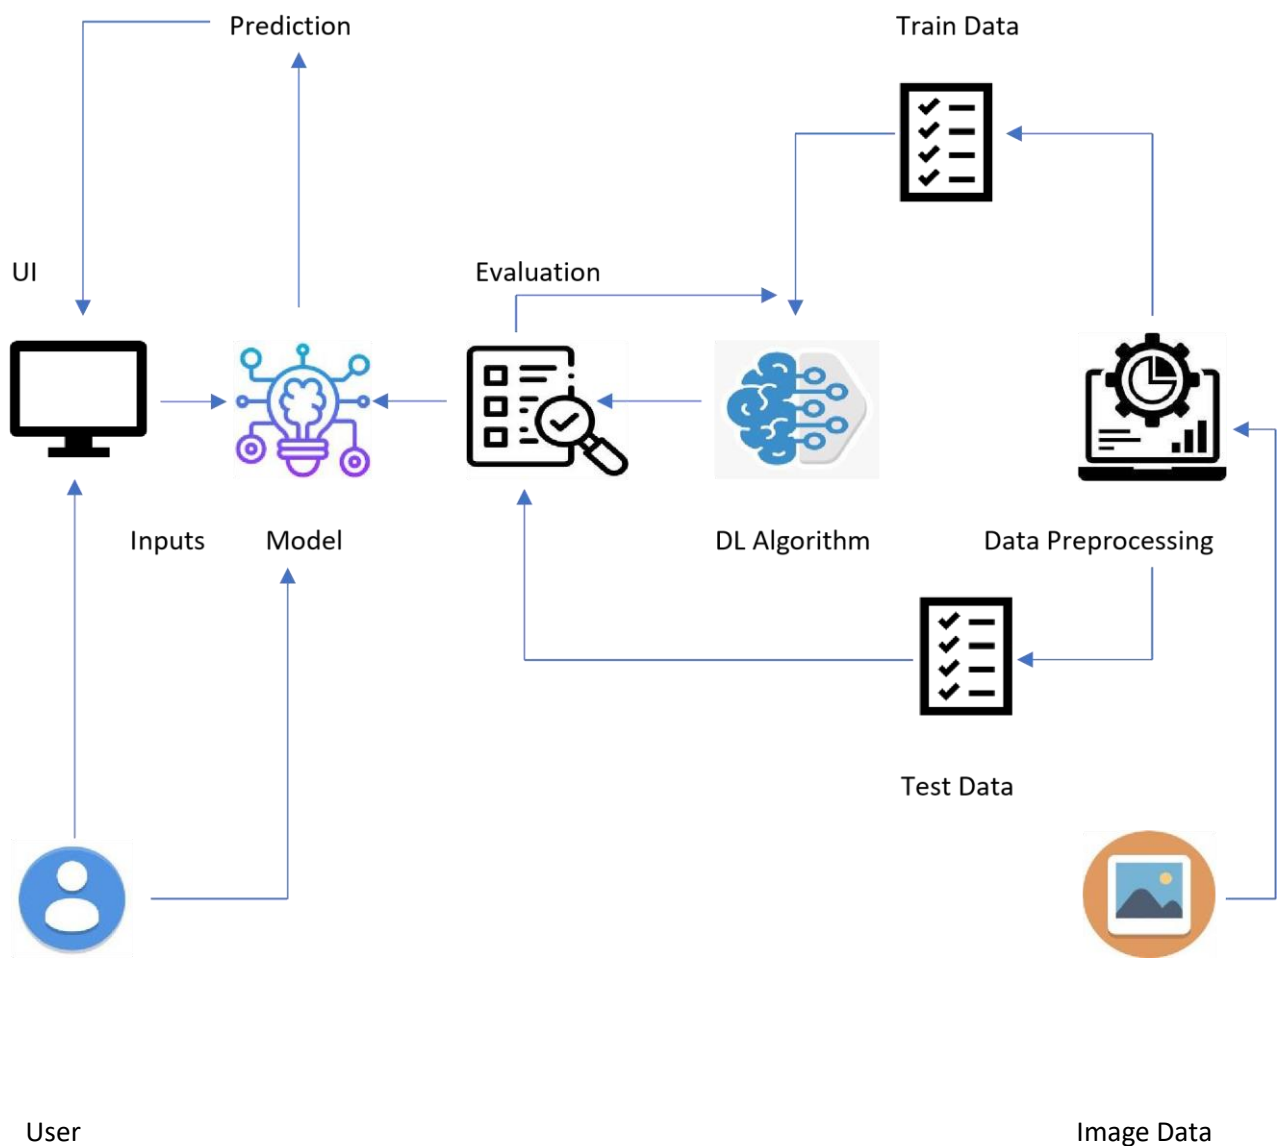 Prediction
Train Data
UI
Evaluation
Inputs
Model
DL Algorithm
Data Preprocessing
Test Data
User
Image Data